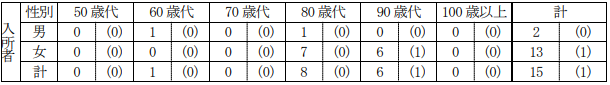 入所者 性別 50歳代 60歳代 70歳代 80歳代 90歳代 100歳以上 計
男 0 (0) 1 (0) 0 (0) 1 (0) 0 (0) 0 (0) 2 (0)
女 0 (0) 0 (0) 0 (0) 7 (0) 6 (1) 0 (0) 13 (1)
計 0 (0) 1 (0) 0 (0) 8 (0) 6 (1) 0 (0) 15 (1)